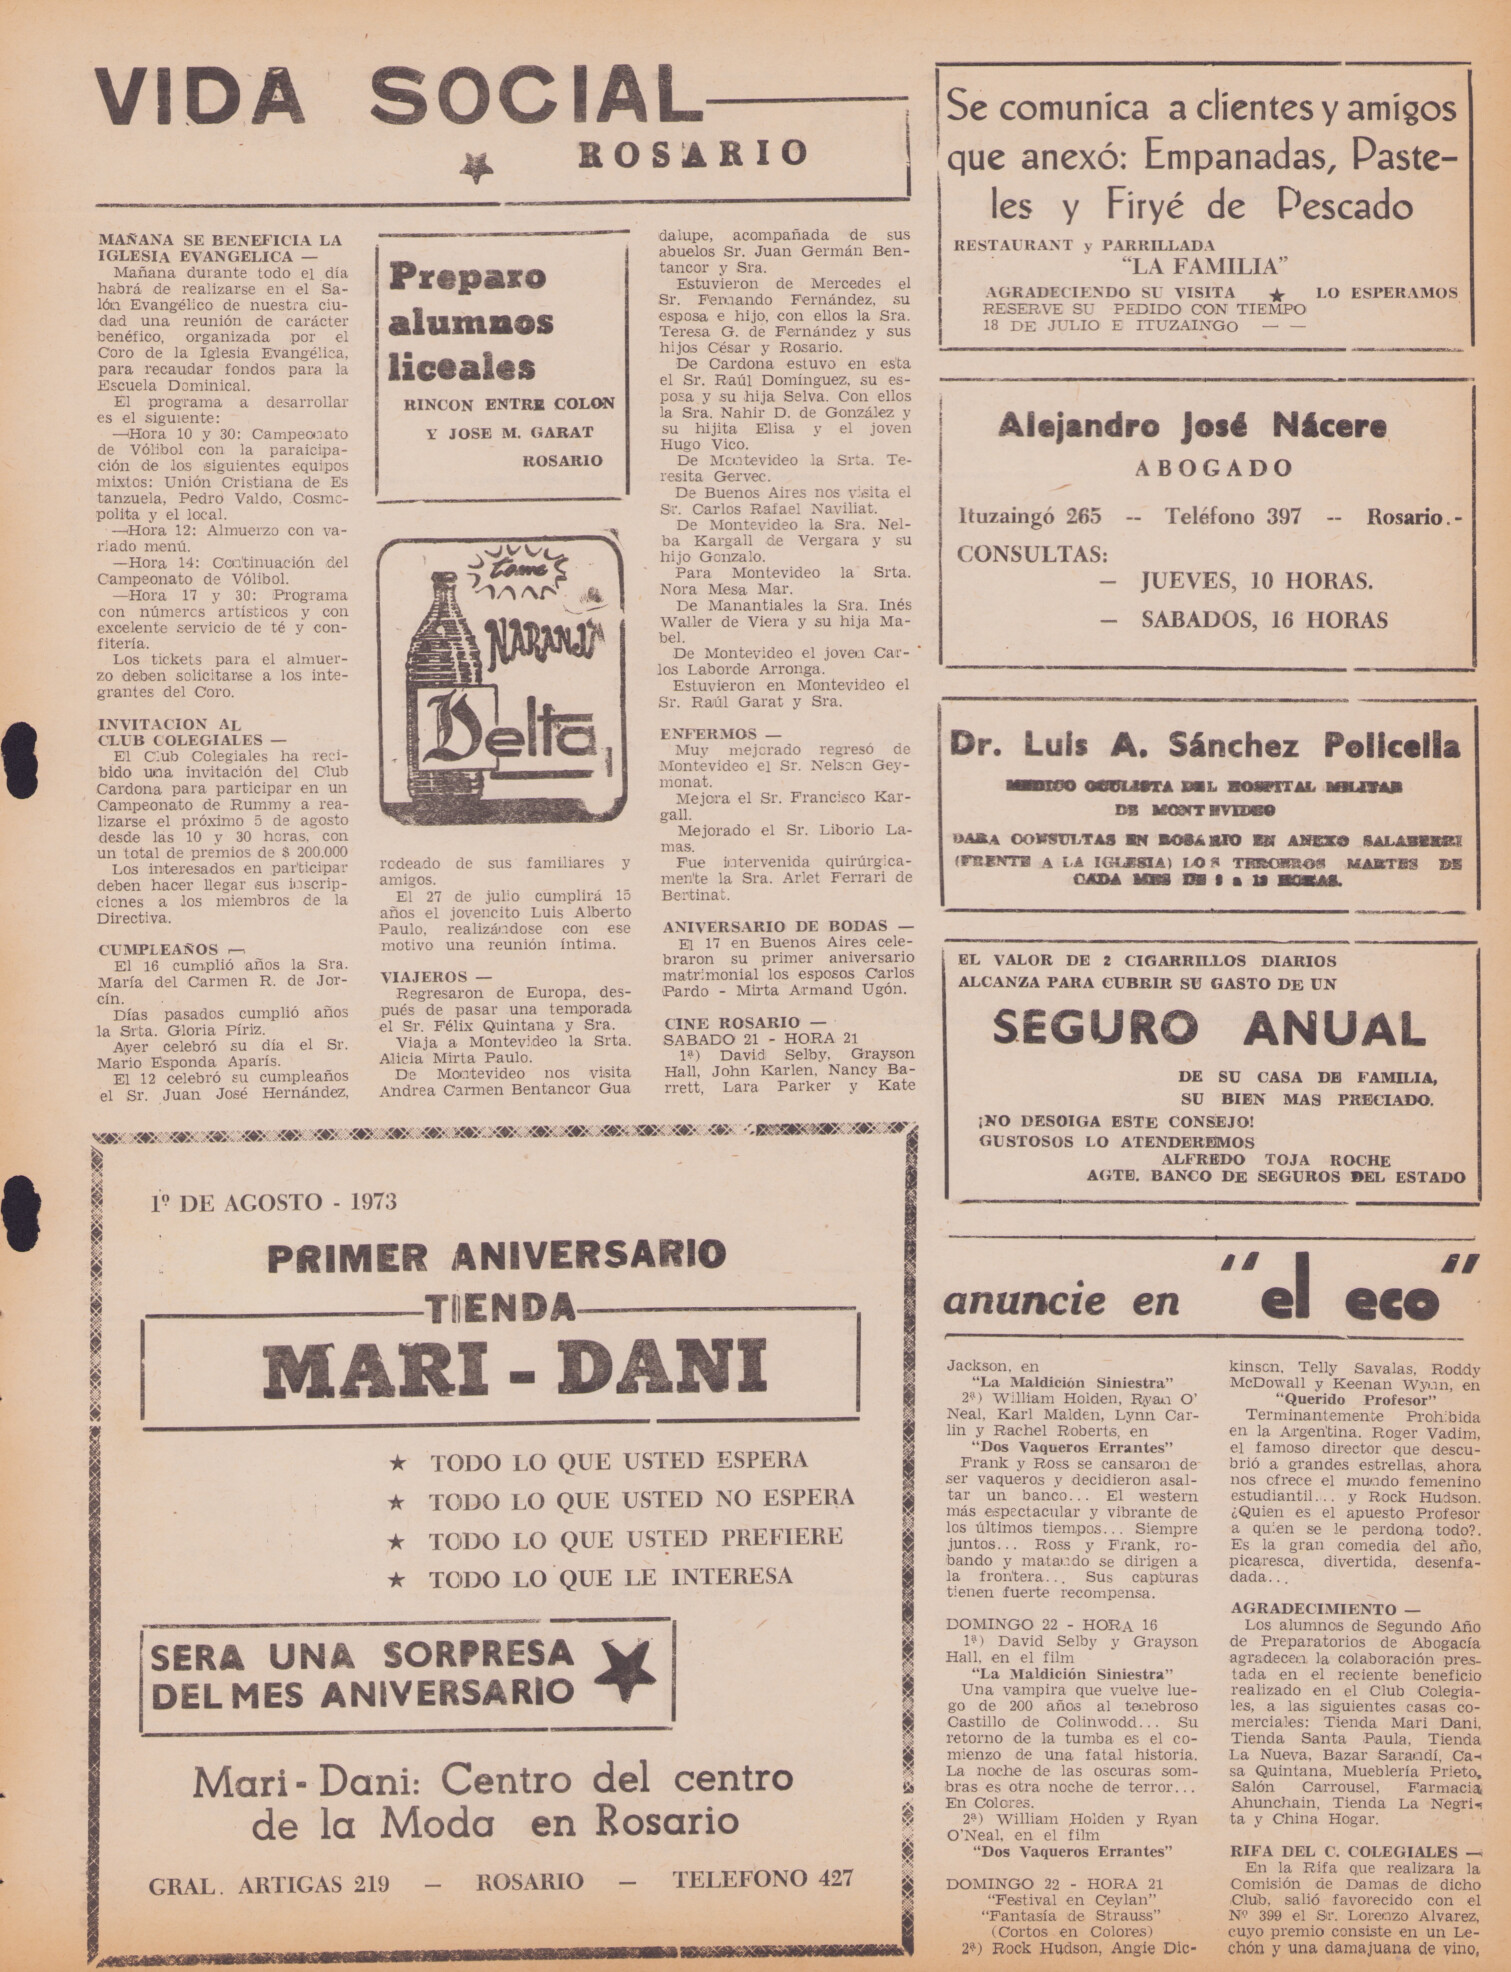 VIDA SOCIAL
ROSARIO
MAÑANA SE BENEFICIA LA
IGLESIA EVANGELICA —
Mañana durante todo el día
habrá de realizarse en el Sa-
lón Evangélico de nuestra ciu-
dad una reunión de carácter
benéfico, organizada por el
Coro de la Iglesia Evangélica,
para recaudar fondos para la
Escuela Dominical.
El programa a desarrollar
es el siguiente:
—Hora 10 y 30: Campeonato
de Vólibol con la paraicipa-
ción de los siguientes equipos
mixtos: Unión Cristiana de Es
tanzuela, Pedro Valdo, Cosmo-
polita y el local.
—Hora 12: Almuerzo con va-
riado menú.
—Hora 14: Continuación del
Campeonato de Vólibol.
—Hora 17 y 30: Programa
con números artísticos y con
excelente servicio de té y con-
fitería.
Los tickets para el almuer-
zo deben solicitarse a los inte-
grantes del Coro.
INVITACION AL
CLUB COLEGIALES —
El Club Colegiales ha reci-
bido una invitación del Club
Cardona para participar en un
Campeonato de Rummy a rea-
lizarse el próximo 5 de agosto
desde las 10 y 30 horas, con
un total de premios de $ 200.000
Los interesados en participar
deben hacer llegar sus inscrip-
ciones a los miembros de la
Directiva.
CUMPLEAÑOS —
El 16 cumplió años la Sra.
María del Carmen R. de Jor-
cín.
Días pasados cumplió años
la Srta. Gloria Píriz.
Ayer celebró su día el Sr.
Mario Esponda Aparís.
El 12 celebró su cumpleaños
el Sr. Juan José Hernández,
Preparo
alumnos
liceales
RINCON ENTRE COLON
Y JOSE M. GARAT
ROSARIO
tome
NARANJA
Delta
rodeado de sus familiares y
amigos.
El 27 de julio cumplirá 15
años el jovencito Luis Alberto
Paulo, realizándose con ese
motivo una reunión íntima.
VIAJEROS —
Regresaron de Europa, des-
pués de pasar una temporada
el Sr. Félix Quintana y Sra.
Viaja a Montevideo la Srta.
Alicia Mirta Paulo.
De Montevideo nos visita
Andrea Carmen Bentancor Gua
dalupe, acompañada de sus
abuelos Sr. Juan Germán Ben-
tancor y Sra.
Estuvieron de Mercedes el
Sr. Fernando Fernández, su
esposa e hijo, con ellos la Sra.
Teresa G. de Fernández y sus
hijos César y Rosario.
De Cardona estuvo en esta
el Sr. Raúl Domínguez, su es-
posa y su hija Selva. Con ellos
la Sra. Nahir D. de González y
su hijita Elisa y el joven
Hugo Vico.
De Montevideo la Srta. Te-
resita Gervec.
De Buenos Aires nos visita el
Sr. Carlos Rafael Naviliat.
De Montevideo la Sra. Nel-
ba Kargall de Vergara y su
hijo Gonzalo.
Para Montevideo la Srta.
Nora Mesa Mar.
De Manantiales la Sra. Inés
Waller de Viera y su hija Ma-
bel.
De Montevideo el joven Car-
los Laborde Arronga.
Estuvieron en Montevideo el
Sr. Raúl Garat y Sra.
ENFERMOS —
Muy mejorado regresó de
Montevideo el Sr. Nelson Gey-
monat.
Mejora el Sr. Francisco Kar-
gall.
Mejorado el Sr. Liborio La-
mas.
Fue intervenida quirúrgica-
mente la Sra. Arlet Ferrari de
Bertinat.
ANIVERSARIO DE BODAS —
El 17 en Buenos Aires cele-
braron su primer aniversario
matrimonial los esposos Carlos
Pardo - Mirta Armand Ugón.
CINE ROSARIO —
SABADO 21 - HORA 21
1ª) David Selby, Grayson
Hall, John Karlen, Nancy Ba-
rrett, Lara Parker y Kate
Se comunica a clientes y amigos
que anexó: Empanadas, Paste-
les y Firyé de Pescado
RESTAURANT y PARRILLADA
"LA FAMILIA"
AGRADECIENDO SU VISITA ★ LO ESPERAMOS
RESERVE SU PEDIDO CON TIEMPO
18 DE JULIO E ITUZAINGO — —
Alejandro José Nácere
ABOGADO
Ituzaingó 265 -- Teléfono 397 -- Rosario.-
CONSULTAS:
— JUEVES, 10 HORAS.
— SABADOS, 16 HORAS
Dr. Luis A. Sánchez Policella
MEDICO OCULISTA DEL HOSPITAL MILITAR
DE MONTEVIDEO
DARA CONSULTAS EN ROSARIO EN ANEXO SALABERRI
(FRENTE A LA IGLESIA) LOS TERCEROS MARTES DE
CADA MES DE 9 a 12 HORAS.
EL VALOR DE 2 CIGARRILLOS DIARIOS
ALCANZA PARA CUBRIR SU GASTO DE UN
SEGURO ANUAL
DE SU CASA DE FAMILIA,
SU BIEN MAS PRECIADO.
¡NO DESOIGA ESTE CONSEJO!
GUSTOSOS LO ATENDEREMOS
ALFREDO TOJA ROCHE
AGTE. BANCO DE SEGUROS DEL ESTADO
anuncie en "el eco"
1º DE AGOSTO - 1973
PRIMER ANIVERSARIO
TIENDA
MARI - DANI
★ TODO LO QUE USTED ESPERA
★ TODO LO QUE USTED NO ESPERA
★ TODO LO QUE USTED PREFIERE
★ TODO LO QUE LE INTERESA
SERA UNA SORPRESA
DEL MES ANIVERSARIO
Mari - Dani: Centro del centro
de la Moda en Rosario
GRAL. ARTIGAS 219 — ROSARIO — TELEFONO 427
Jackson, en
"La Maldición Siniestra"
2ª) William Holden, Ryan O'
Neal, Karl Malden, Lynn Car-
lin y Rachel Roberts, en
"Dos Vaqueros Errantes"
Frank y Ross se cansaron de
ser vaqueros y decidieron asal-
tar un banco... El western
más espectacular y vibrante de
los últimos tiempos... Siempre
juntos... Ross y Frank, ro-
bando y matando se dirigen a
la frontera... Sus capturas
tienen fuerte recompensa.
DOMINGO 22 - HORA 16
1ª) David Selby y Grayson
Hall, en el film
"La Maldición Siniestra"
Una vampira que vuelve lue-
go de 200 años al tenebroso
Castillo de Colinwodd... Su
retorno de la tumba es el co-
mienzo de una fatal historia.
La noche de las oscuras som-
bras es otra noche de terror...
En Colores.
2ª) William Holden y Ryan
O'Neal, en el film
"Dos Vaqueros Errantes"
DOMINGO 22 - HORA 21
"Festival en Ceylan"
"Fantasía de Strauss"
(Cortos en Colores)
2ª) Rock Hudson, Angie Dic-
kinson, Telly Savalas, Roddy
McDowall y Keenan Wynn, en
"Querido Profesor"
Terminantemente Prohibida
en la Argentina. Roger Vadim,
el famoso director que descu-
brió a grandes estrellas, ahora
nos ofrece el mundo femenino
estudiantil... y Rock Hudson.
¿Quien es el apuesto Profesor
a quien se le perdona todo?.
Es la gran comedia del año,
picaresca, divertida, desenfa-
dada...
AGRADECIMIENTO —
Los alumnos de Segundo Año
de Preparatorios de Abogacía
agradecen la colaboración pres-
tada en el reciente beneficio
realizado en el Club Colegia-
les, a las siguientes casas co-
merciales: Tienda Mari Dani,
Tienda Santa Paula, Tienda
La Nueva, Bazar Sarandí, Ca-
sa Quintana, Mueblería Prieto,
Salón Carrousel, Farmacia
Ahunchain, Tienda La Negri-
ta y China Hogar.
RIFA DEL C. COLEGIALES —
En la Rifa que realizara la
Comisión de Damas de dicho
Club, salió favorecido con el
Nº 399 el Sr. Lorenzo Alvarez,
cuyo premio consiste en un Le-
chón y una damajuana de vino,